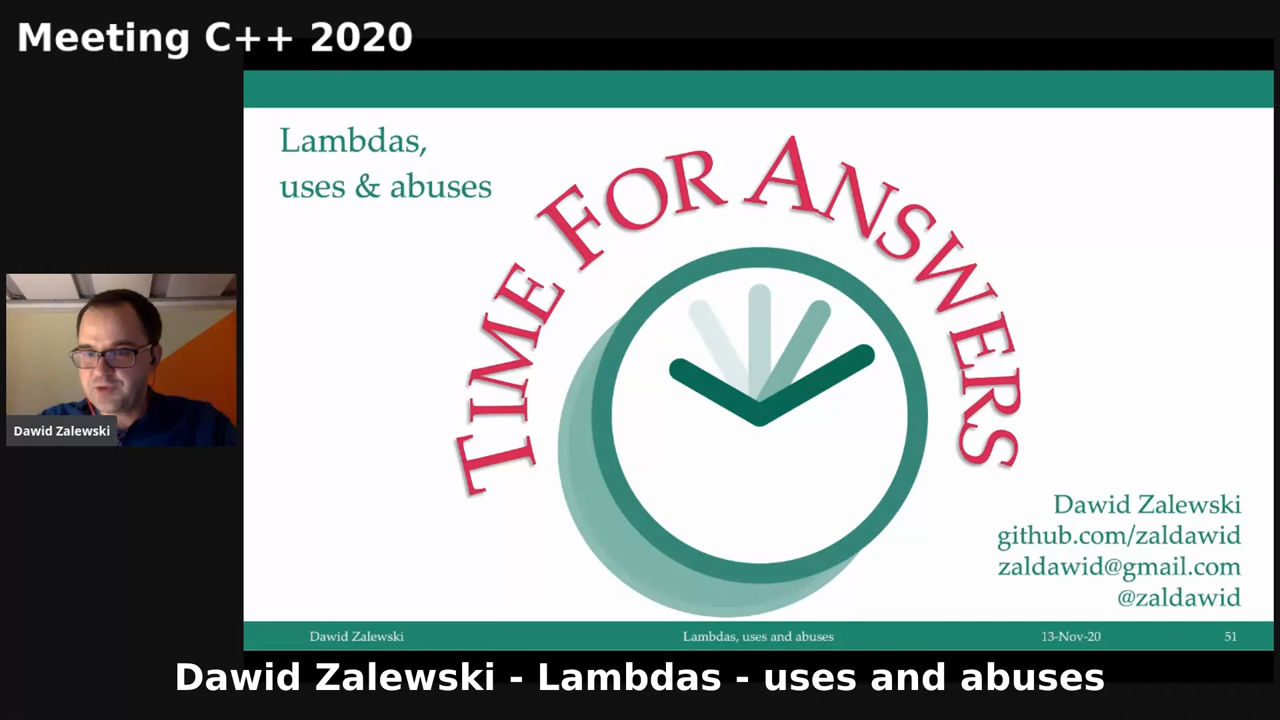 Meeting C++ 2020
Lambdas,
uses & abuses
TIME FOR ANSWERS
Dawid Zalewski
Dawid Zalewski
github.com/zaldawid
zaldawid@gmail.com
@zaldawid
Dawid Zalewski Lambdas, uses and abuses 13-Nov-20 51
Dawid Zalewski - Lambdas - uses and abuses